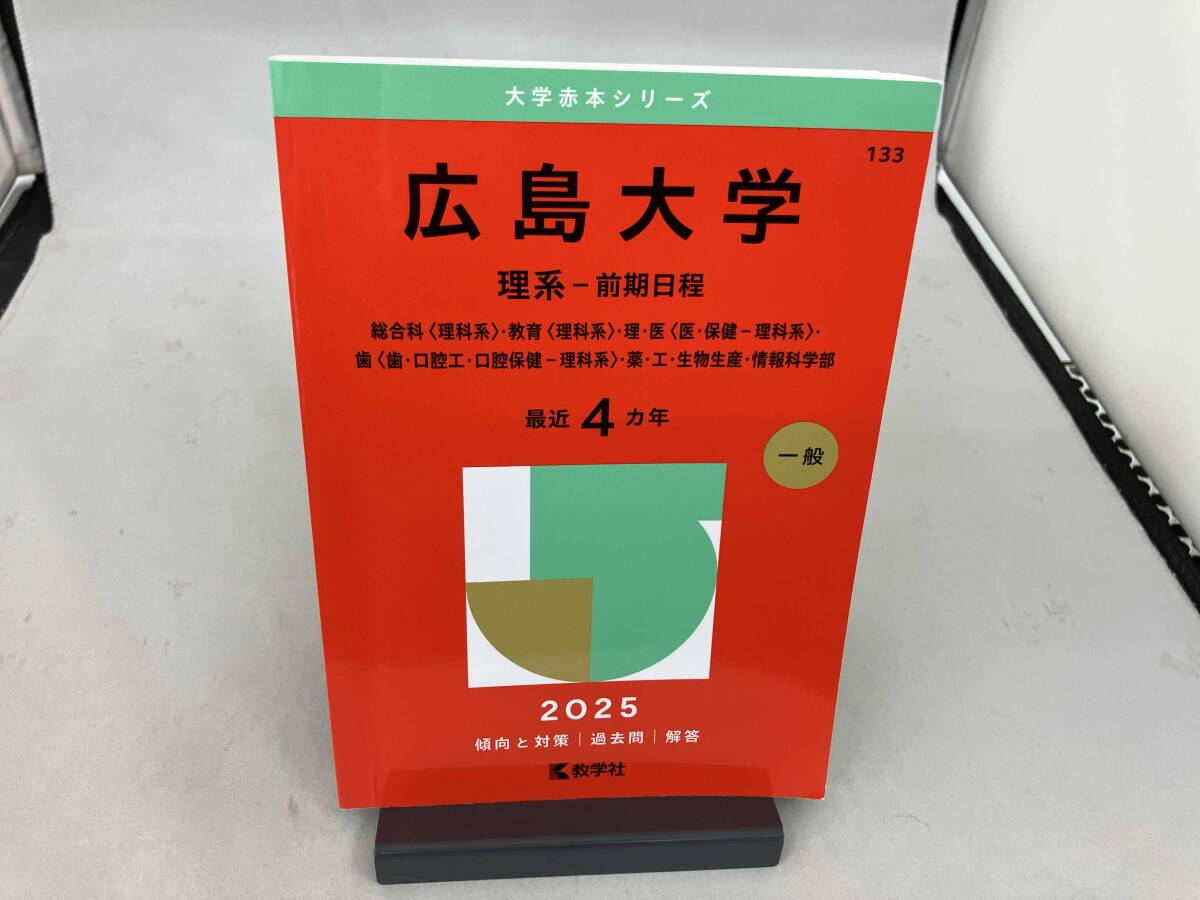 大学赤本シリーズ
133
広島大学
理系－前期日程
総合科〈理科系〉・教育〈理科系〉・理・医〈医・保健－理科系〉・
歯〈歯・口腔工・口腔保健－理科系〉・薬・工・生物生産・情報科学部
最近4カ年
一般
2025
傾向と対策｜過去問｜解答
教学社